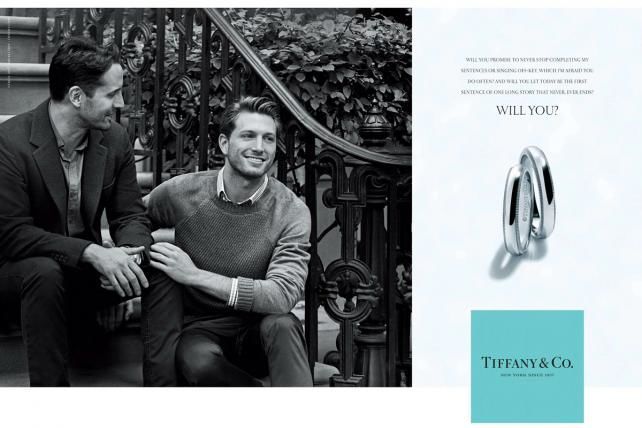 WILL YOU PROMISE TO NEVER STOP COMPLETING MY
SENTENCES OR SINGING OFF-KEY, WHICH I'M AFRAID YOU
DO OFTEN? AND WILL YOU LET TODAY BE THE FIRST
SENTENCE OF ONE LONG STORY THAT NEVER, EVER ENDS?
WILL YOU?
TIFFANY & CO.
NEW YORK SINCE 1837